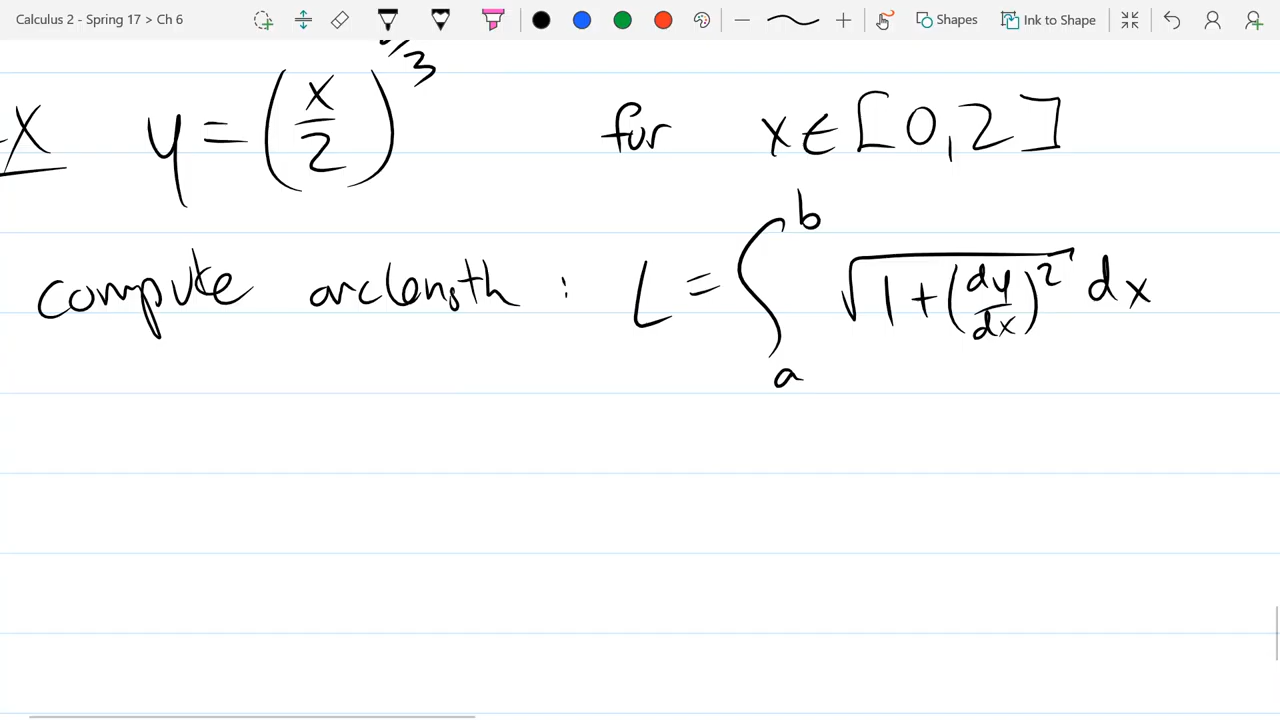 Calculus 2 - Spring 17 > Ch 6 Shapes Ink to Shape
x y = (x/2)^{/3} for x ∈ [0,2]
compute arclength : L = ∫_a^b √(1+(dy/dx)^2) dx